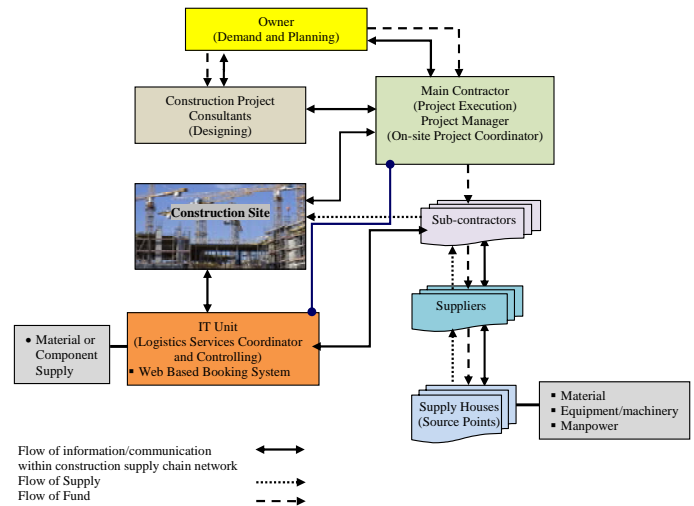 Owner
(Demand and Planning)
Construction Project
Consultants
(Designing)
Main Contractor
(Project Execution)
Project Manager
(On-site Project Coordinator)
Construction Site
Sub-contractors
Suppliers
IT Unit
(Logistics Services Coordinator
and Controlling)
▪ Web Based Booking System
• Material or
Component
Supply
Supply Houses
(Source Points)
▪ Material
▪ Equipment/machinery
▪ Manpower
Flow of information/communication
within construction supply chain network
Flow of Supply
Flow of Fund